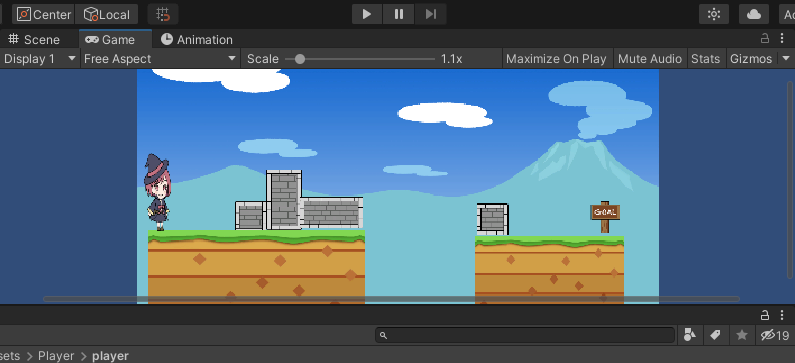 Center Local
Scene Game Animation
Display 1 Free Aspect Scale 1.1x Maximize On Play Mute Audio Stats Gizmos
GOAL
19
sets > Player > player